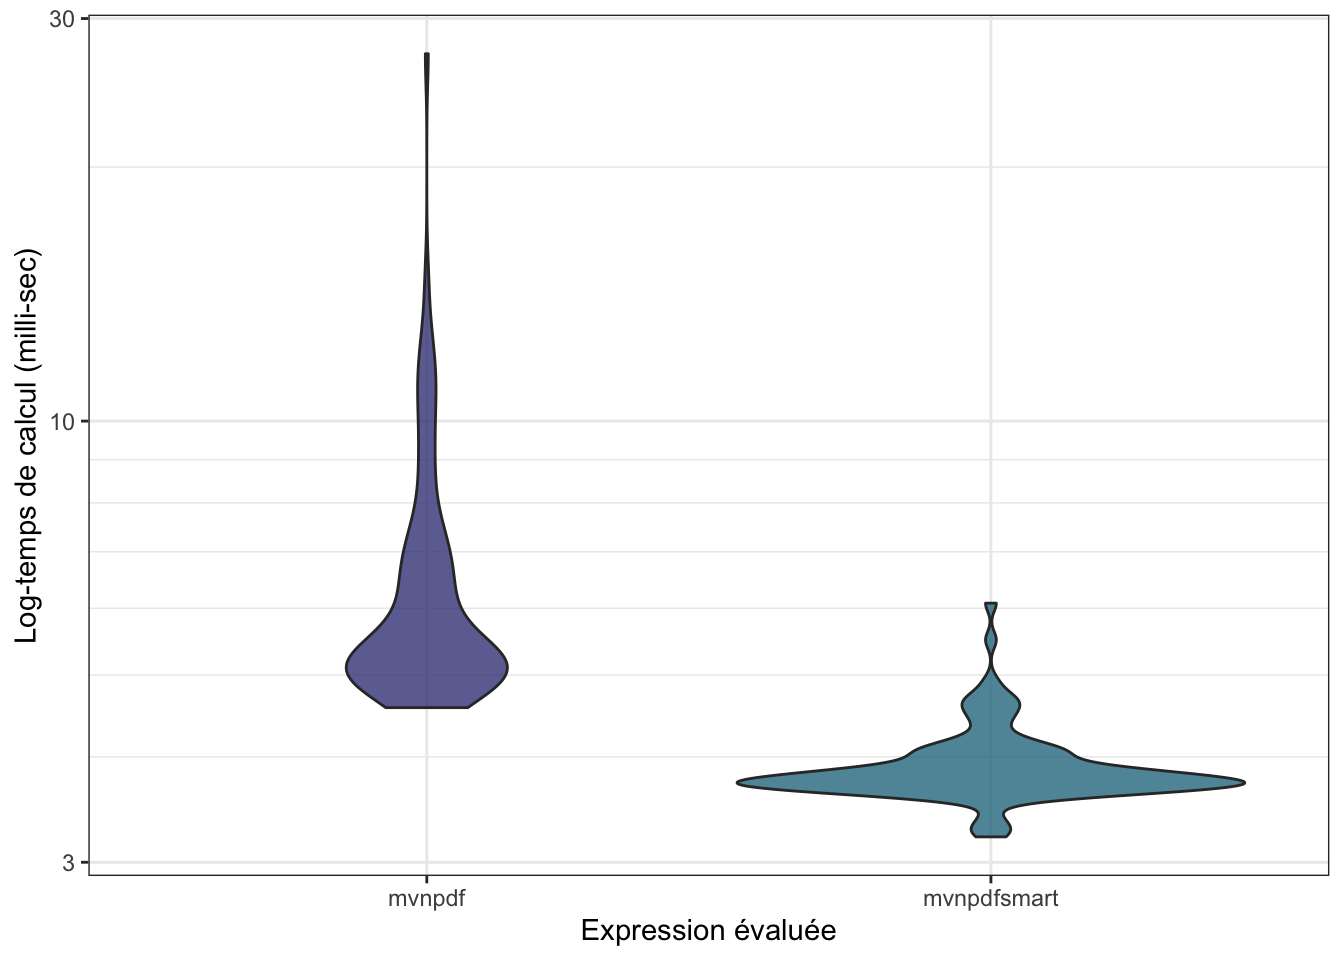 30
10
3
Log-temps de calcul (milli-sec)
mvnpdf
mvnpdfsmart
Expression évaluée